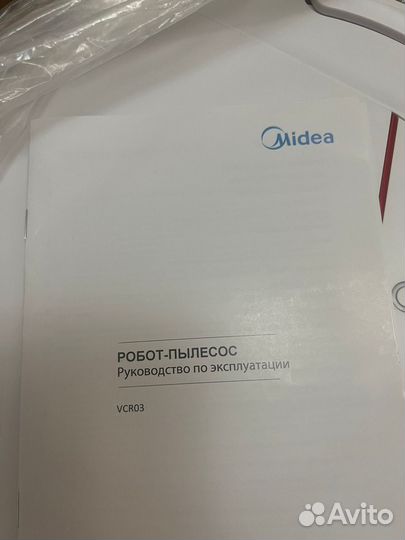 Midea
РОБОТ-ПЫЛЕСОС
Руководство по эксплуатации
VCR03
Avito